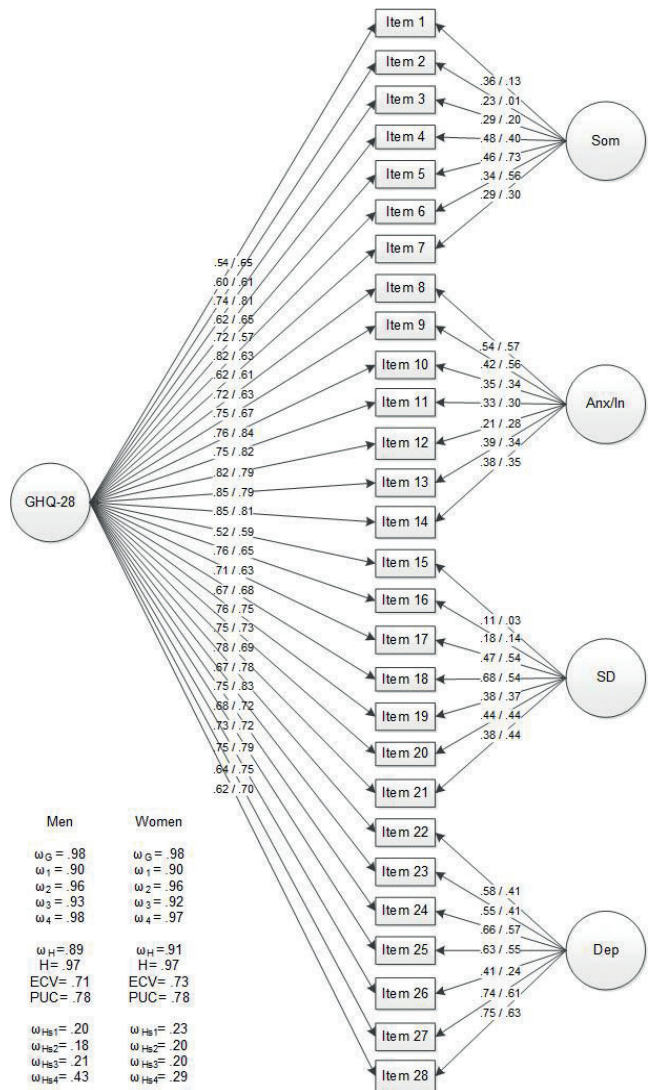 Item 1
Item 2
Item 3
Item 4
Item 5
Item 6
Item 7
Item 8
Item 9
Item 10
Item 11
Item 12
Item 13
Item 14
Item 15
Item 16
Item 17
Item 18
Item 19
Item 20
Item 21
Item 22
Item 23
Item 24
Item 25
Item 26
Item 27
Item 28
.36 / .13
.23 / .01
.29 / .20
.48 / .40
.46 / .73
.34 / .56
.29 / .30
Som
.54 / .57
.42 / .56
.35 / .34
.33 / .30
.21 / .28
.39 / .34
.38 / .35
Anx/In
.11 / .03
.18 / .14
.47 / .54
.68 / .54
.38 / .37
.44 / .44
.38 / .44
SD
.58 / .41
.55 / .41
.66 / .57
.63 / .55
.41 / .24
.74 / .61
.75 / .63
Dep
GHQ-28
.54 / .65
.60 / .61
.74 / .81
.62 / .65
.72 / .57
.82 / .63
.62 / .61
.72 / .63
.75 / .67
.76 / .84
.75 / .82
.82 / .79
.85 / .79
.85 / .81
.52 / .59
.76 / .65
.71 / .63
.67 / .68
.76 / .75
.75 / .73
.78 / .69
.67 / .78
.75 / .83
.68 / .72
.73 / .72
.75 / .79
.64 / .75
.62 / .70
Men Women
ωG = .98 ωG = .98
ω1 = .90 ω1 = .90
ω2 = .96 ω2 = .96
ω3 = .93 ω3 = .92
ω4 = .98 ω4 = .97
ωH =.89 ωH =.91
H= .97 H= .97
ECV= .71 ECV= .73
PUC= .78 PUC= .78
ωHs1= .20 ωHs1= .23
ωHs2= .18 ωHs2= .20
ωHs3= .21 ωHs3= .20
ωHs4= .43 ωHs4= .29